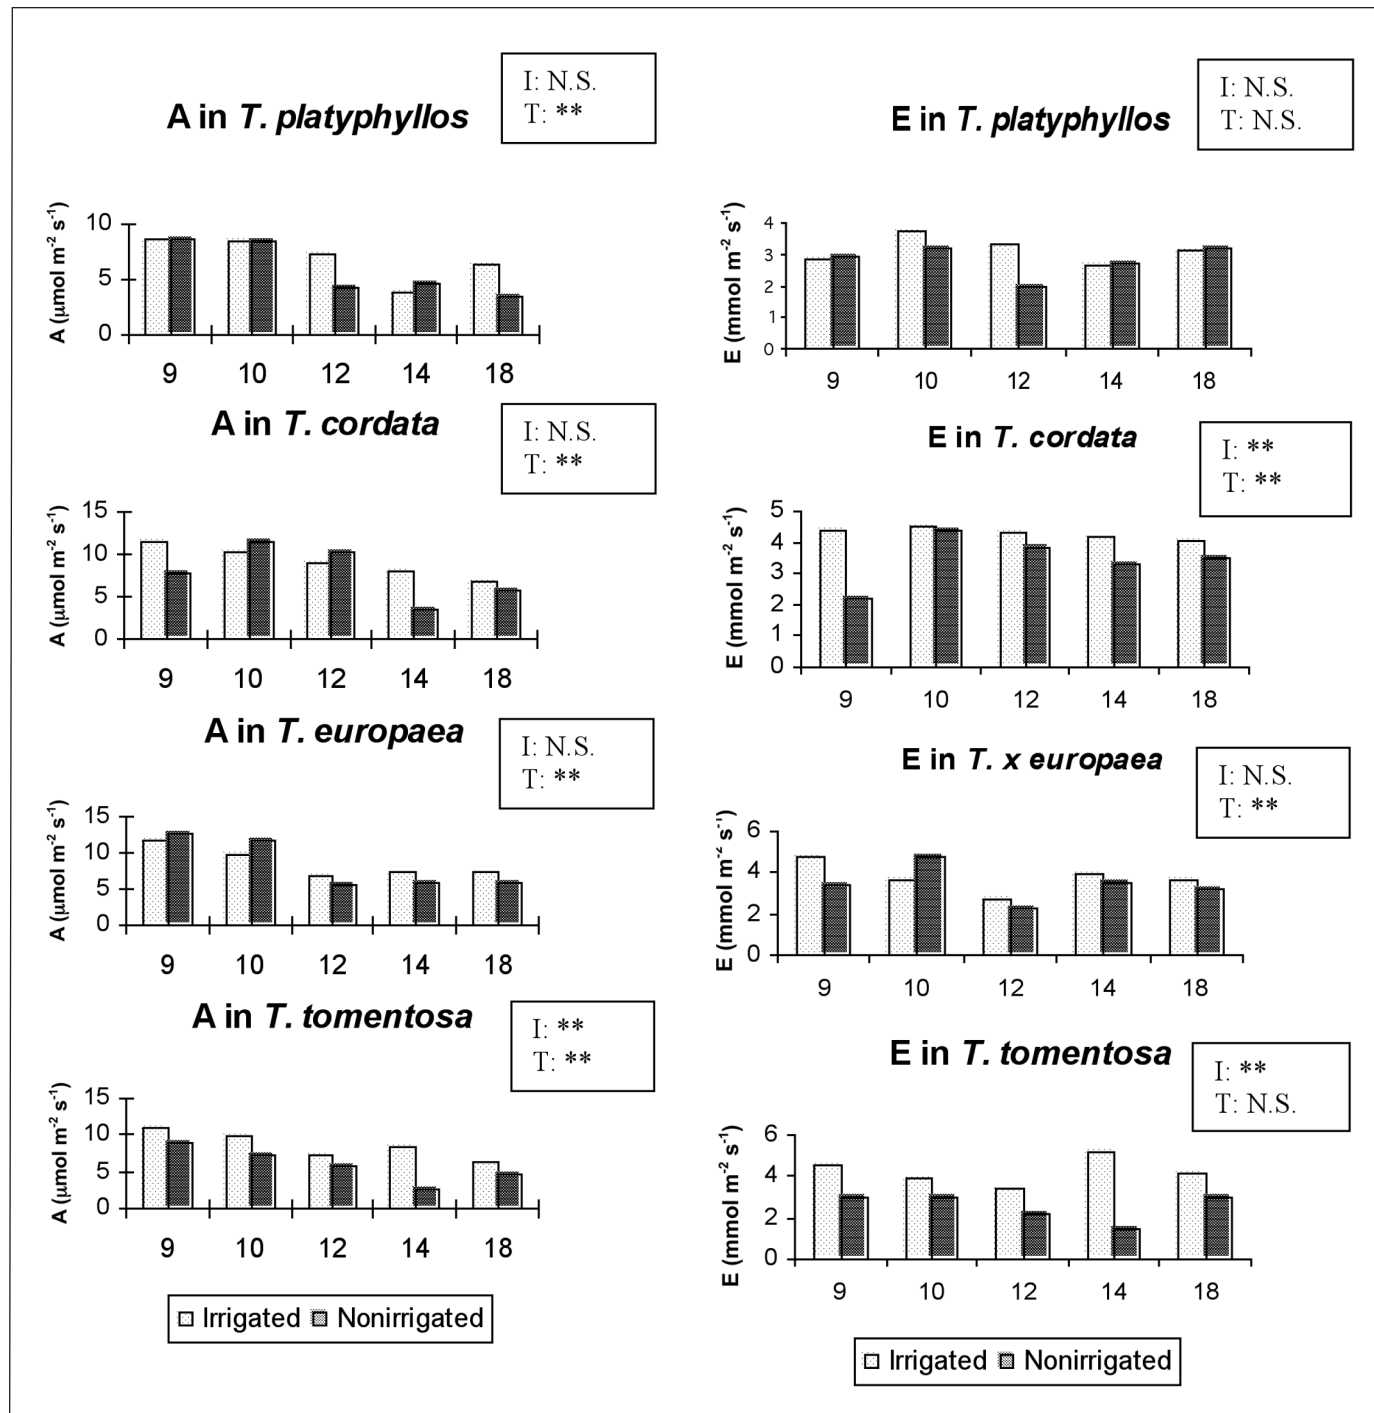 A in T. platyphyllos
I: N.S.
T: **
A (µmol m⁻² s⁻¹)
10
5
0
9 10 12 14 18
A in T. cordata
I: N.S.
T: **
A (µmol m⁻² s⁻¹)
15
10
5
0
9 10 12 14 18
A in T. europaea
I: N.S.
T: **
A (µmol m⁻² s⁻¹)
15
10
5
0
9 10 12 14 18
A in T. tomentosa
I: **
T: **
A (µmol m⁻² s⁻¹)
15
10
5
0
9 10 12 14 18
Irrigated Nonirrigated
E in T. platyphyllos
I: N.S.
T: N.S.
E (mmol m⁻² s⁻¹)
4
3
2
1
0
9 10 12 14 18
E in T. cordata
I: **
T: **
E (mmol m⁻² s⁻¹)
5
4
3
2
1
0
9 10 12 14 18
E in T. x europaea
I: N.S.
T: **
E (mmol m⁻² s⁻¹)
6
4
2
0
9 10 12 14 18
E in T. tomentosa
I: **
T: N.S.
E (mmol m⁻² s⁻¹)
6
4
2
0
9 10 12 14 18
Irrigated Nonirrigated